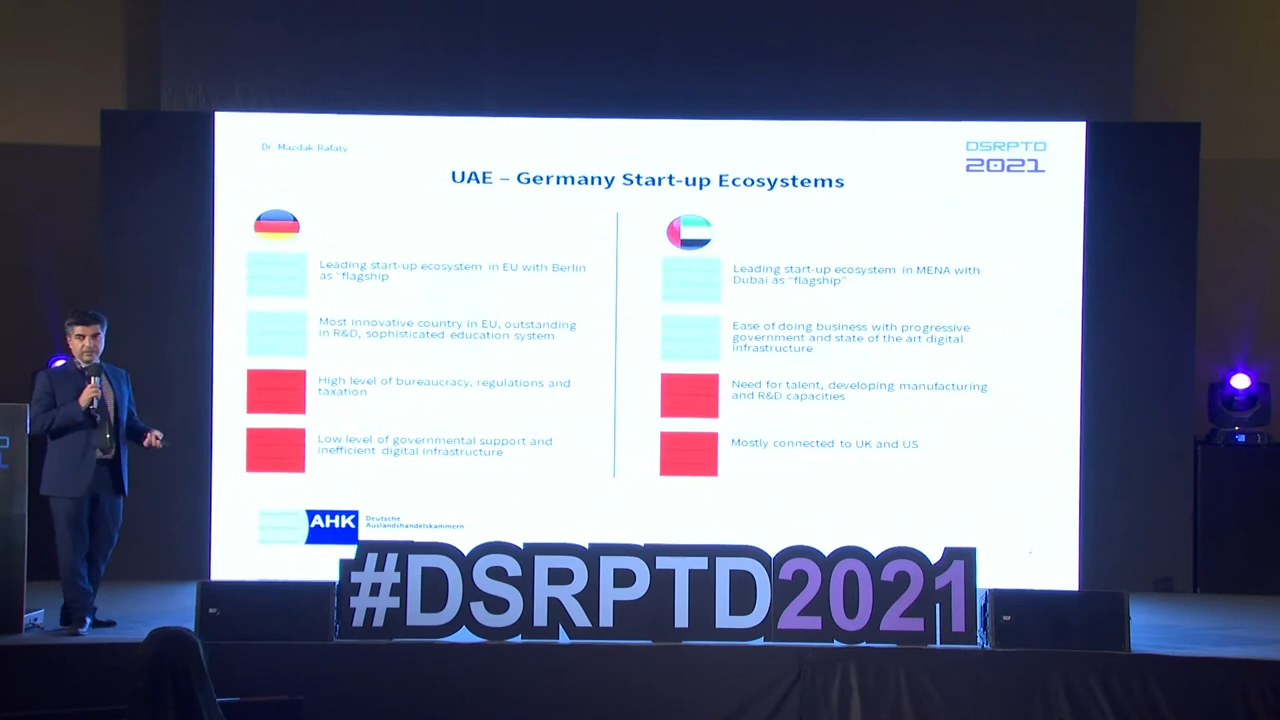 Dr. Mazdak Rafaty
DSRPTD
2021
UAE – Germany Start-up Ecosystems
Leading start-up ecosystem in EU with Berlin
as "flagship
Most innovative country in EU, outstanding
in R&D, sophisticated education system
High level of bureaucracy, regulations and
taxation
Low level of governmental support and
inefficient digital infrastructure
Leading start-up ecosystem in MENA with
Dubai as "flagship"
Ease of doing business with progressive
government and state of the art digital
infrastructure
Need for talent, developing manufacturing
and R&D capacities
Mostly connected to UK and US
AHK
Deutsche
Auslandshandelskammern
#DSRPTD2021